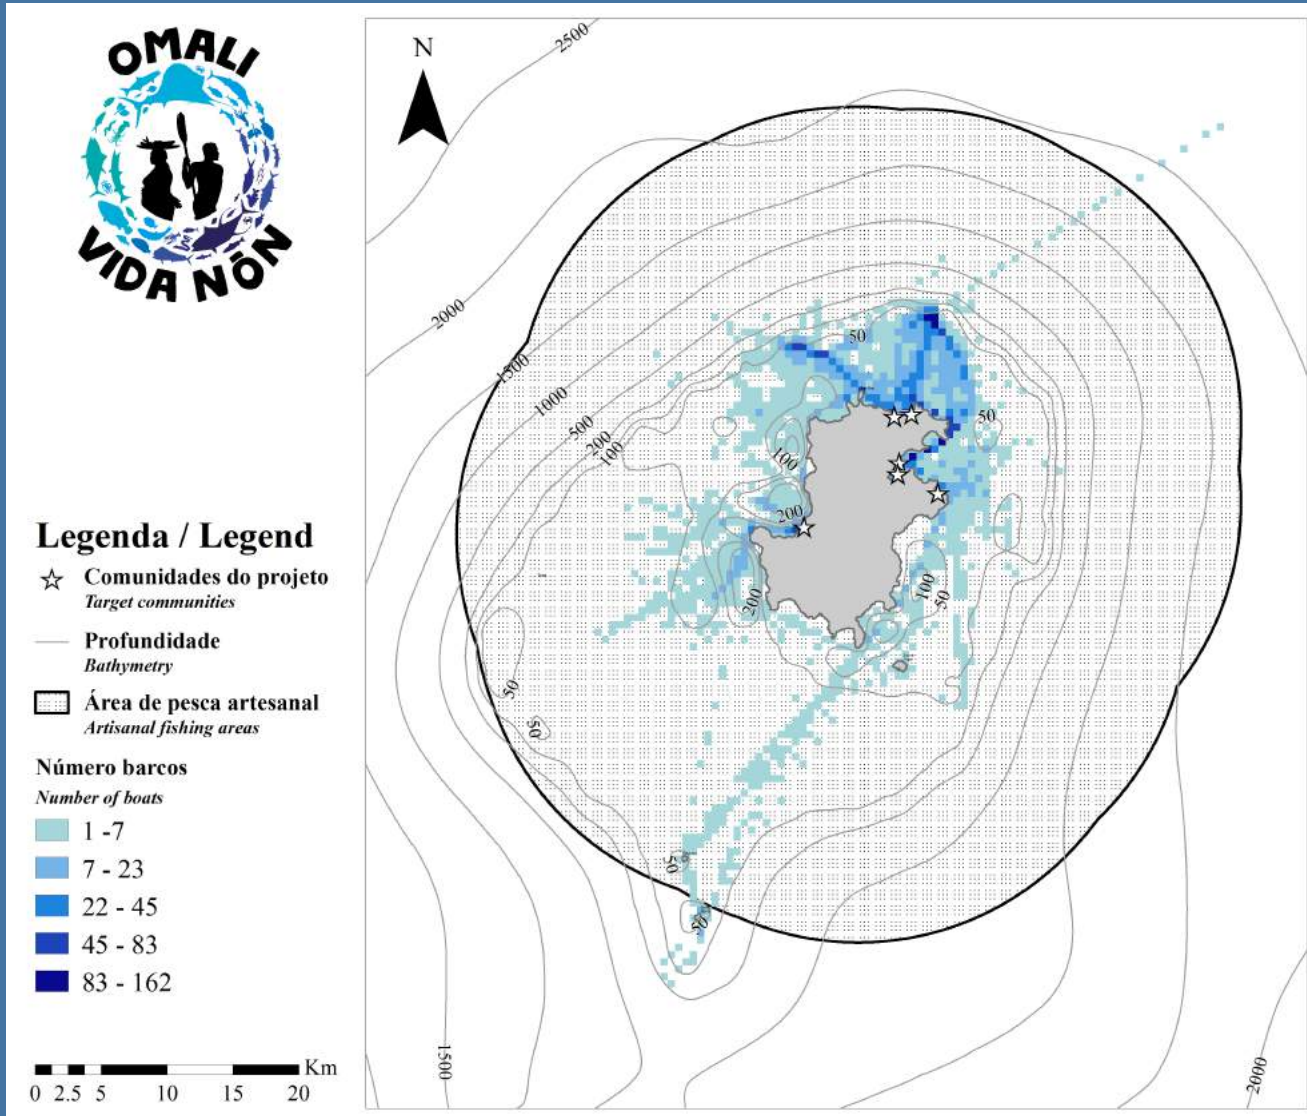 OMALI
VIDA NÕN
N
2500
2000
1500
1000
500
200
100
50
50
100
200
200
100
50
50
50
50
50
1500
2000
Legenda / Legend
Comunidades do projeto
Target communities
Profundidade
Bathymetry
Área de pesca artesanal
Artisanal fishing areas
Número barcos
Number of boats
1 -7
7 - 23
22 - 45
45 - 83
83 - 162
Km
0 2.5 5 10 15 20